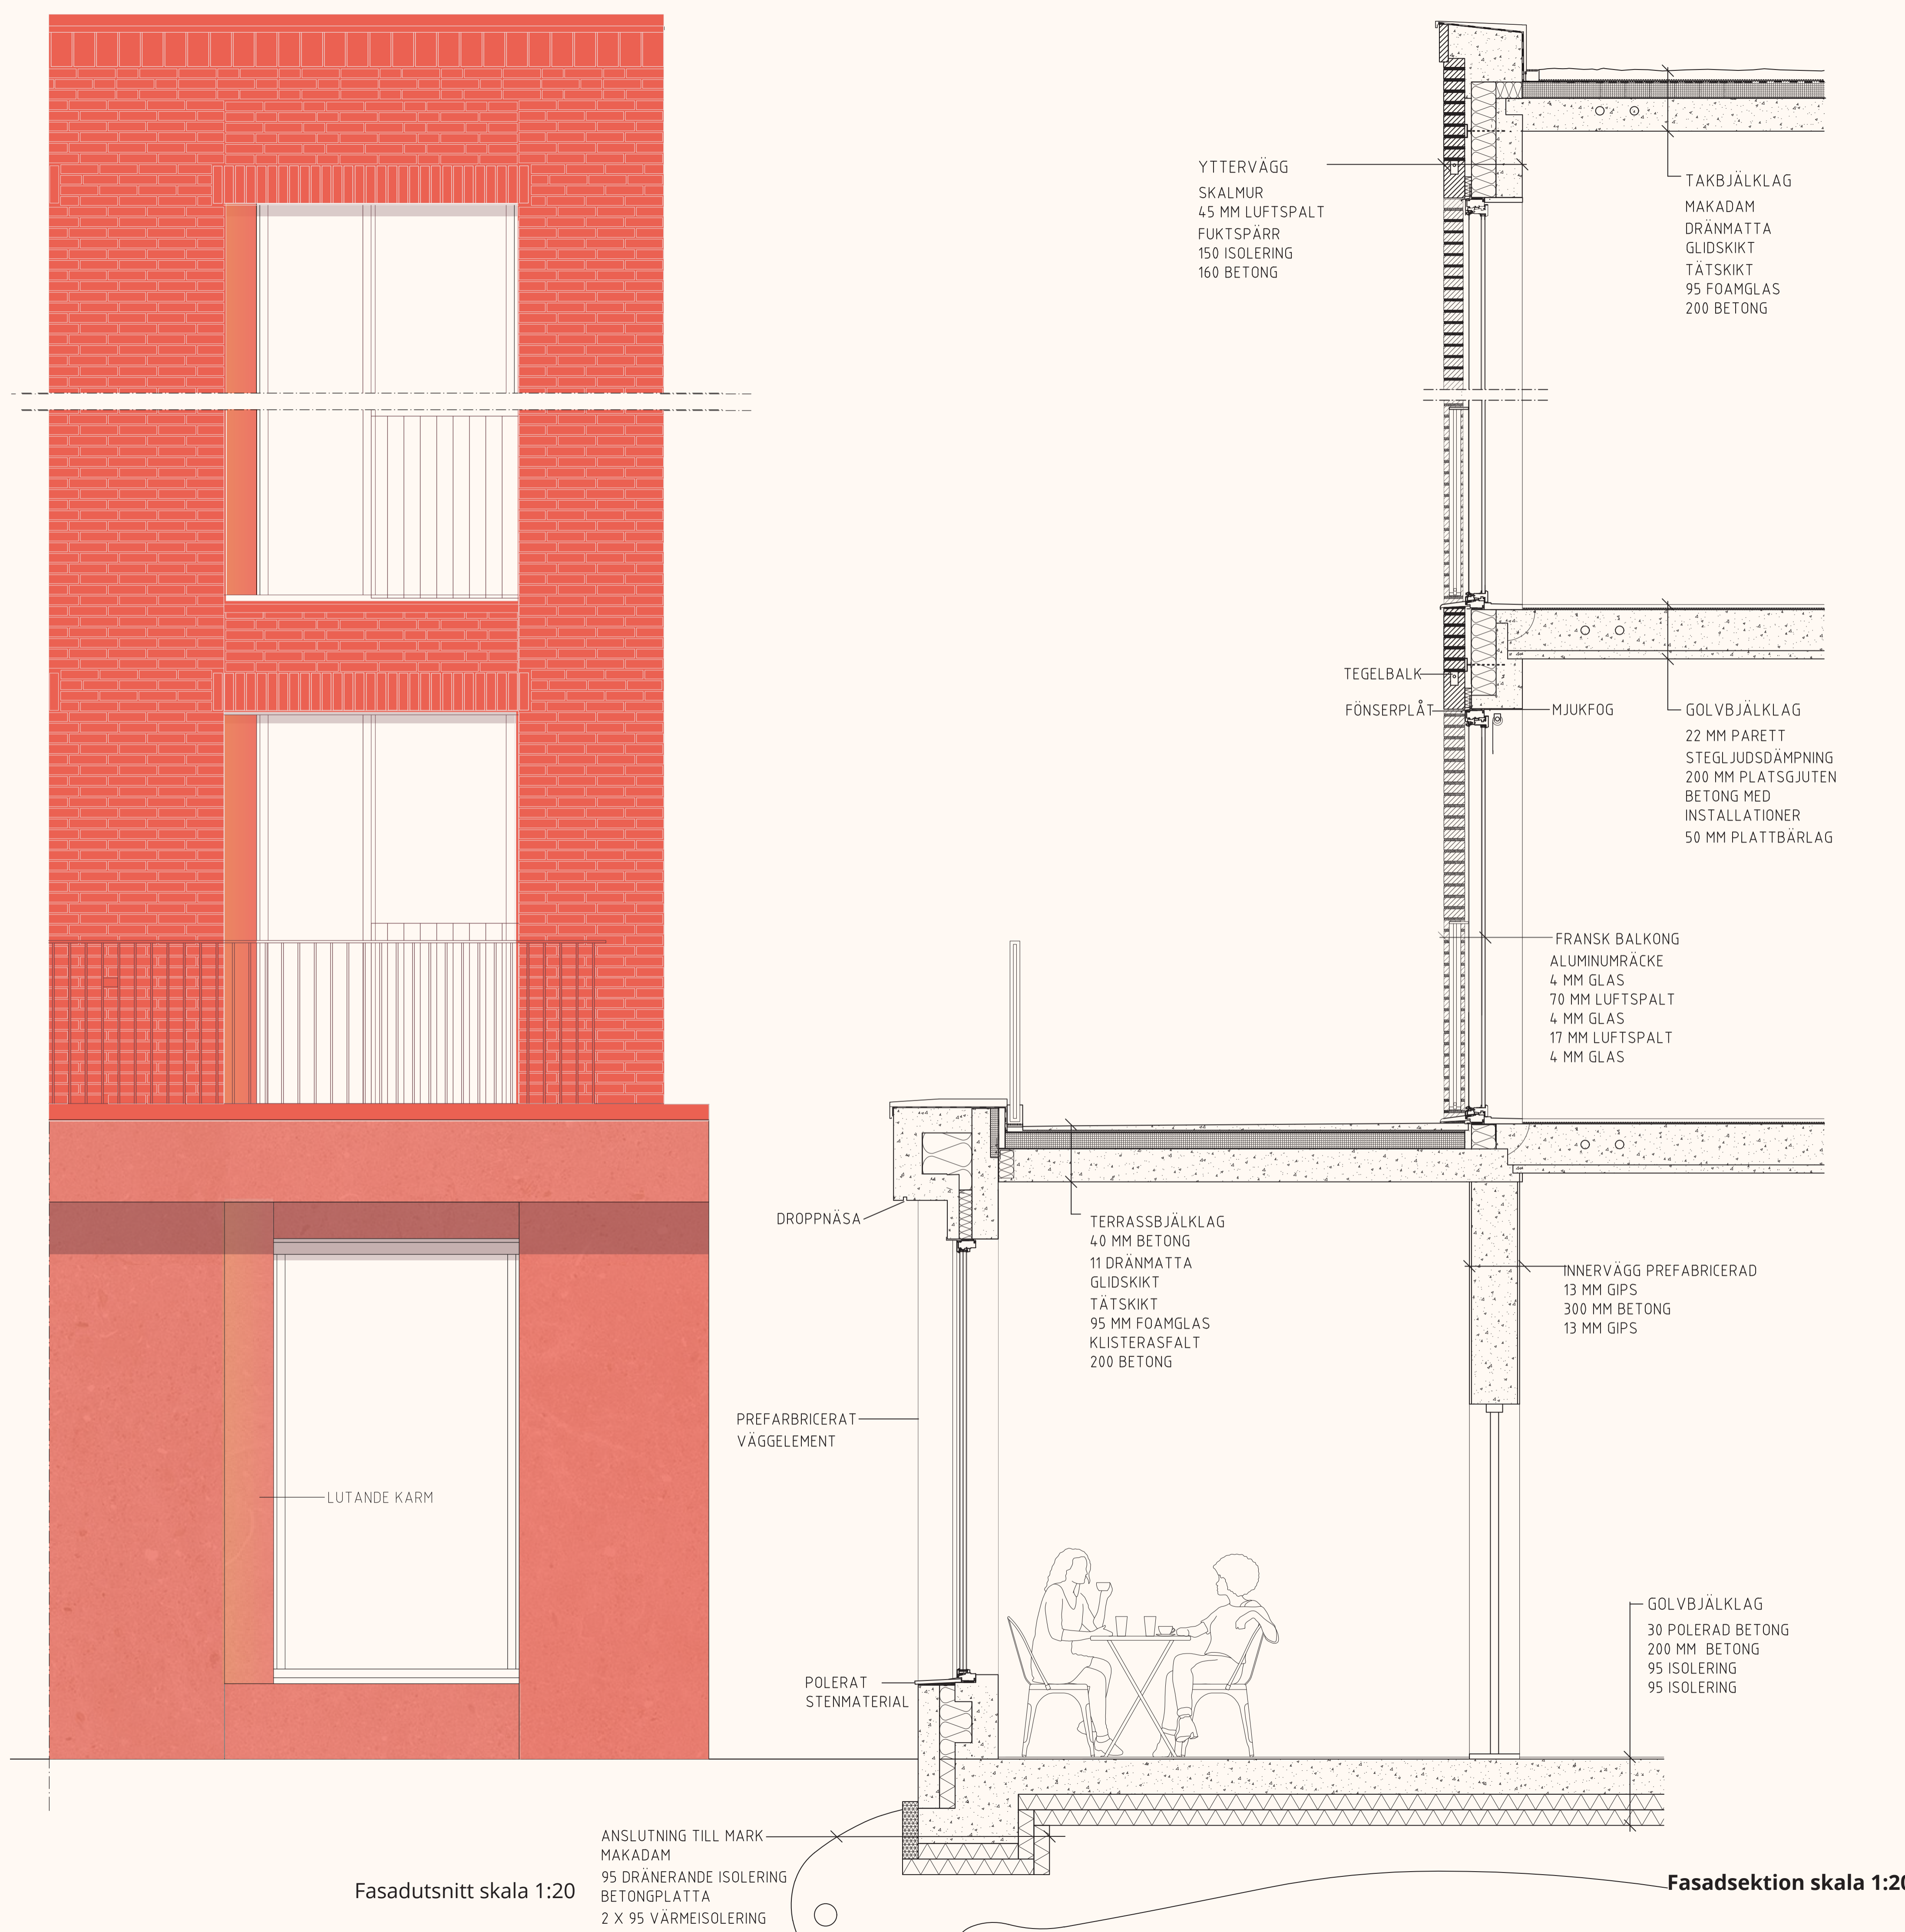 YTTERVÄGG
SKALMUR
45 MM LUFTSPALT
FUKTSPÄRR
150 ISOLERING
160 BETONG
TAKBJÄLKLAG
MAKADAM
DRÄNMATTA
GLIDSKIKT
TÄTSKIKT
95 FOAMGLAS
200 BETONG
TEGELBALK
FÖNSERPLÅT
MJUKFOG
GOLVBJÄLKLAG
22 MM PARETT
STEGLJUDSDÄMPNING
200 MM PLATSGJUTEN
BETONG MED
INSTALLATIONER
50 MM PLATTBÄRLAG
FRANSK BALKONG
ALUMINUMRÄCKE
4 MM GLAS
70 MM LUFTSPALT
4 MM GLAS
17 MM LUFTSPALT
4 MM GLAS
DROPPNÄSA
TERRASSBJÄLKLAG
40 MM BETONG
11 DRÄNMATTA
GLIDSKIKT
TÄTSKIKT
95 MM FOAMGLAS
KLISTERASFALT
200 BETONG
INNERVÄGG PREFABRICERAD
13 MM GIPS
300 MM BETONG
13 MM GIPS
PREFARBRICERAT
VÄGGELEMENT
LUTANDE KARM
POLERAT
STENMATERIAL
GOLVBJÄLKLAG
30 POLERAD BETONG
200 MM BETONG
95 ISOLERING
95 ISOLERING
ANSLUTNING TILL MARK
MAKADAM
95 DRÄNERANDE ISOLERING
BETONGPLATTA
2 X 95 VÄRMEISOLERING
Fasadutsnitt skala 1:20
Fasadsektion skala 1:20